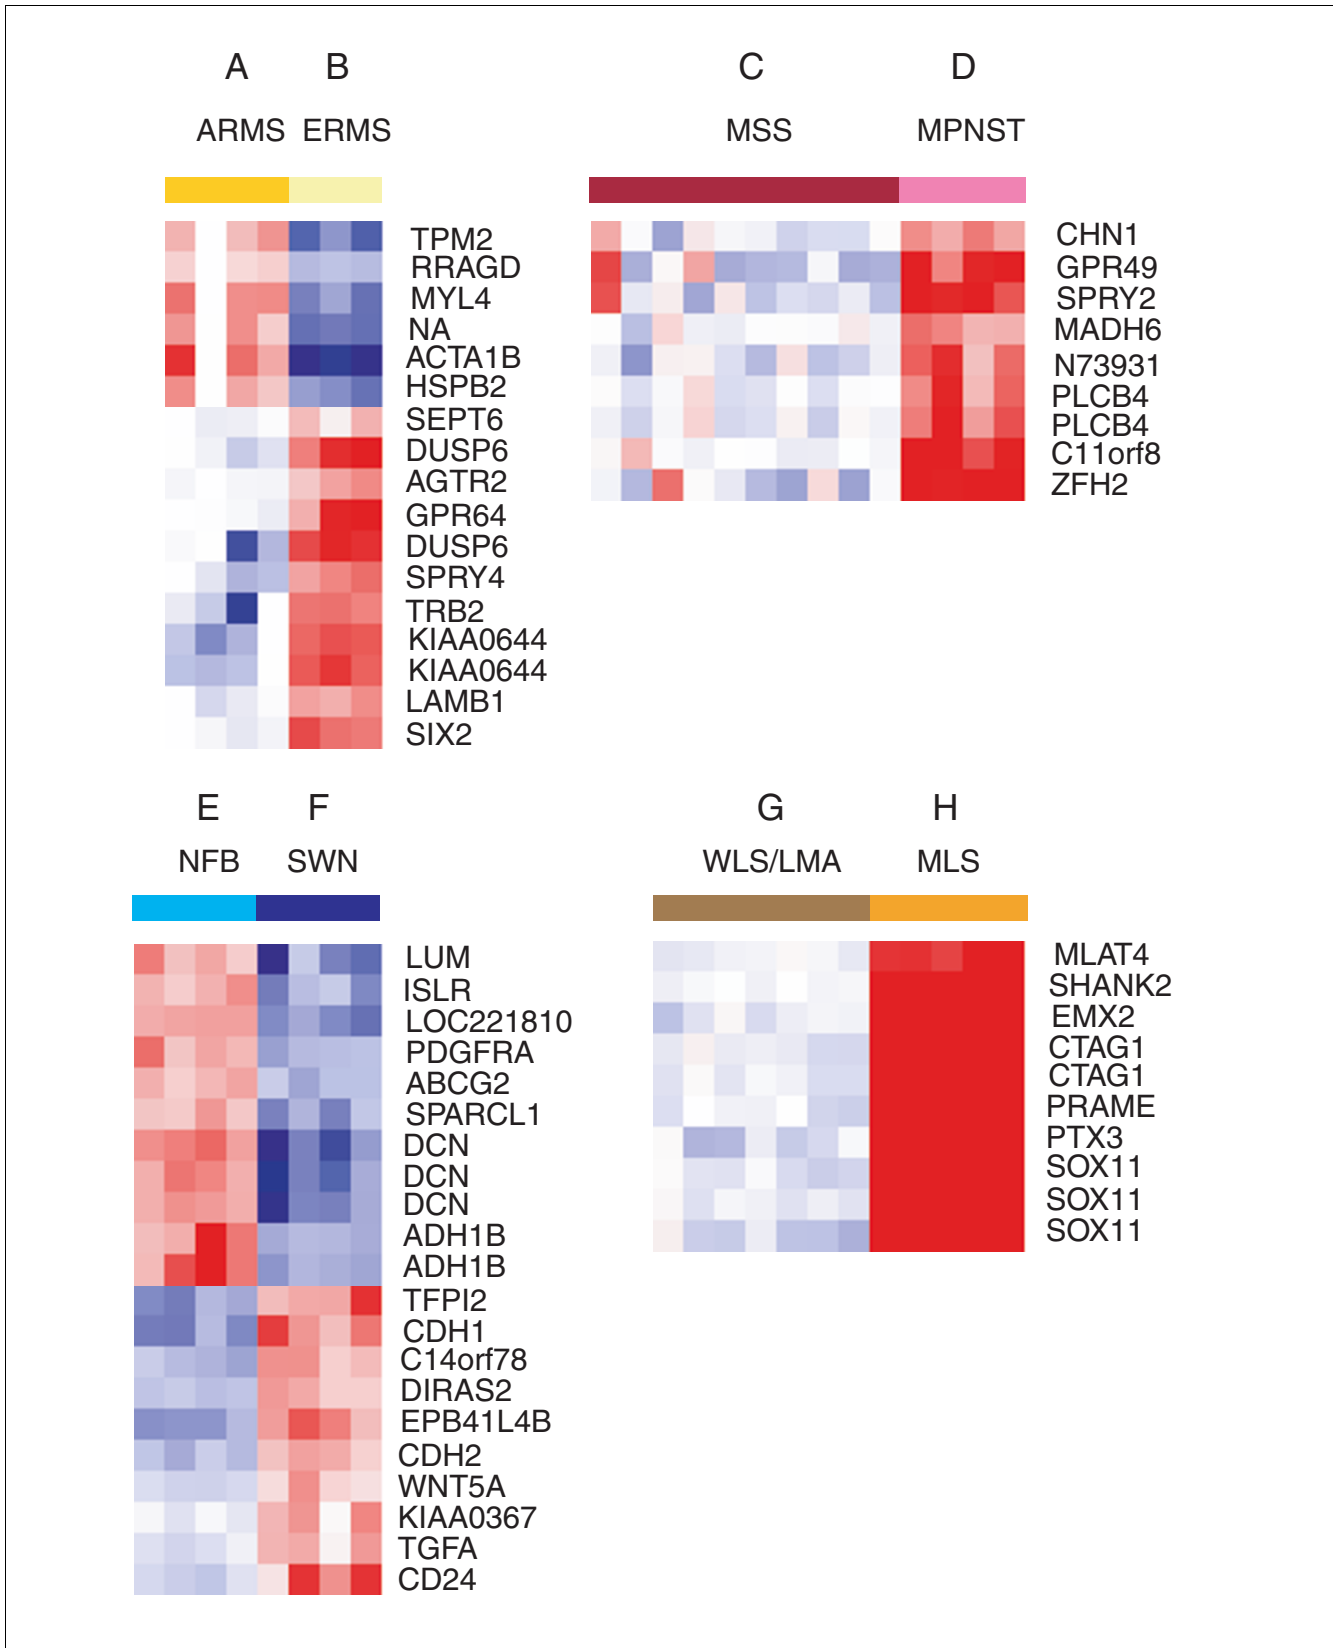 A B
ARMS ERMS
TPM2
RRAGD
MYL4
NA
ACTA1B
HSPB2
SEPT6
DUSP6
AGTR2
GPR64
DUSP6
SPRY4
TRB2
KIAA0644
KIAA0644
LAMB1
SIX2
C D
MSS MPNST
CHN1
GPR49
SPRY2
MADH6
N73931
PLCB4
PLCB4
C11orf8
ZFH2
E F
NFB SWN
LUM
ISLR
LOC221810
PDGFRA
ABCG2
SPARCL1
DCN
DCN
DCN
ADH1B
ADH1B
TFPI2
CDH1
C14orf78
DIRAS2
EPB41L4B
CDH2
WNT5A
KIAA0367
TGFA
CD24
G H
WLS/LMA MLS
MLAT4
SHANK2
EMX2
CTAG1
CTAG1
PRAME
PTX3
SOX11
SOX11
SOX11